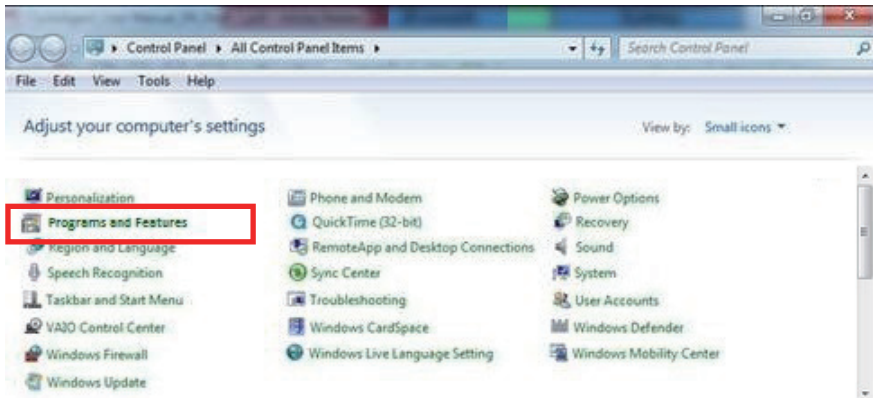 Control Panel All Control Panel Items Search Control Panel
File Edit View Tools Help
Adjust your computer's settings View by: Small icons
Personalization Phone and Modem Power Options
Programs and Features QuickTime (32-bit) Recovery
Region and Language RemoteApp and Desktop Connections Sound
Speech Recognition Sync Center System
Taskbar and Start Menu Troubleshooting User Accounts
VAIO Control Center Windows CardSpace Windows Defender
Windows Firewall Windows Live Language Setting Windows Mobility Center
Windows Update